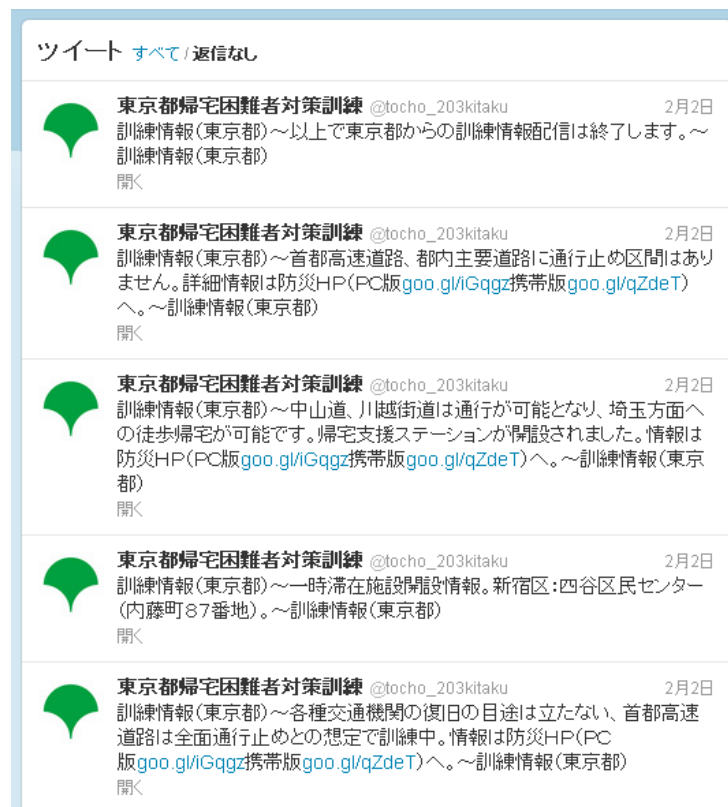 ツイート すべて / 返信なし
東京都帰宅困難者対策訓練 @tocho_203kitaku 2月2日
訓練情報(東京都)～以上で東京都からの訓練情報配信は終了します。～
訓練情報(東京都)
開く
東京都帰宅困難者対策訓練 @tocho_203kitaku 2月2日
訓練情報(東京都)～首都高速道路、都内主要道路に通行止め区間はあり
ません。詳細情報は防災HP(PC版goo.gl/iGqgz携帯版goo.gl/qZdeT)
へ。～訓練情報(東京都)
開く
東京都帰宅困難者対策訓練 @tocho_203kitaku 2月2日
訓練情報(東京都)～中山道、川越街道は通行が可能となり、埼玉方面へ
の徒歩帰宅が可能です。帰宅支援ステーションが開設されました。情報は
防災HP(PC版goo.gl/iGqgz携帯版goo.gl/qZdeT)へ。～訓練情報(東京
都)
開く
東京都帰宅困難者対策訓練 @tocho_203kitaku 2月2日
訓練情報(東京都)～一時滞在施設開設情報。新宿区:四谷区民センター
(内藤町87番地)。～訓練情報(東京都)
開く
東京都帰宅困難者対策訓練 @tocho_203kitaku 2月2日
訓練情報(東京都)～各種交通機関の復旧の目途は立たない、首都高速
道路は全面通行止めとの想定で訓練中。情報は防災HP(PC
版goo.gl/iGqgz携帯版goo.gl/qZdeT)へ。～訓練情報(東京都)
開く